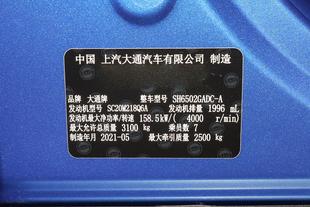 中国 上汽大通汽车有限公司 制造
品牌 大通牌 整车型号 SH6502GADC-A
发动机型号 SC20M218Q6A 发动机排量 1996 mL
发动机最大净功率/转速 158.5kW( 4000 r/min)
最大允许总质量 3100 kg 乘员数 7
制造年月 2021-05 最大牵引质量 2500 kg